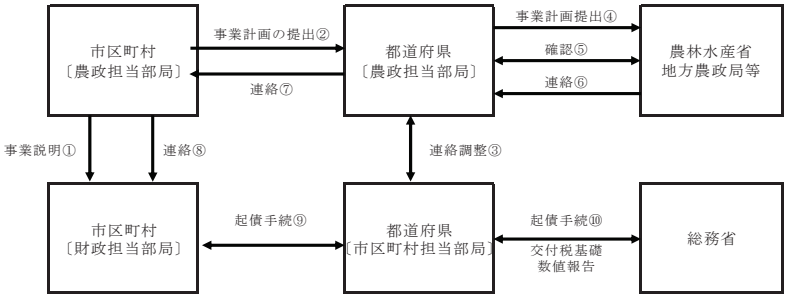 事業計画の提出②
事業計画提出④
市区町村
〔農政担当部局〕
都道府県
〔農政担当部局〕
確認⑤
農林水産省
地方農政局等
連絡⑦
連絡⑥
事業説明①
連絡⑧
連絡調整③
市区町村
〔財政担当部局〕
起債手続⑨
都道府県
〔市区町村担当部局〕
起債手続⑩
交付税基礎
数値報告
総務省